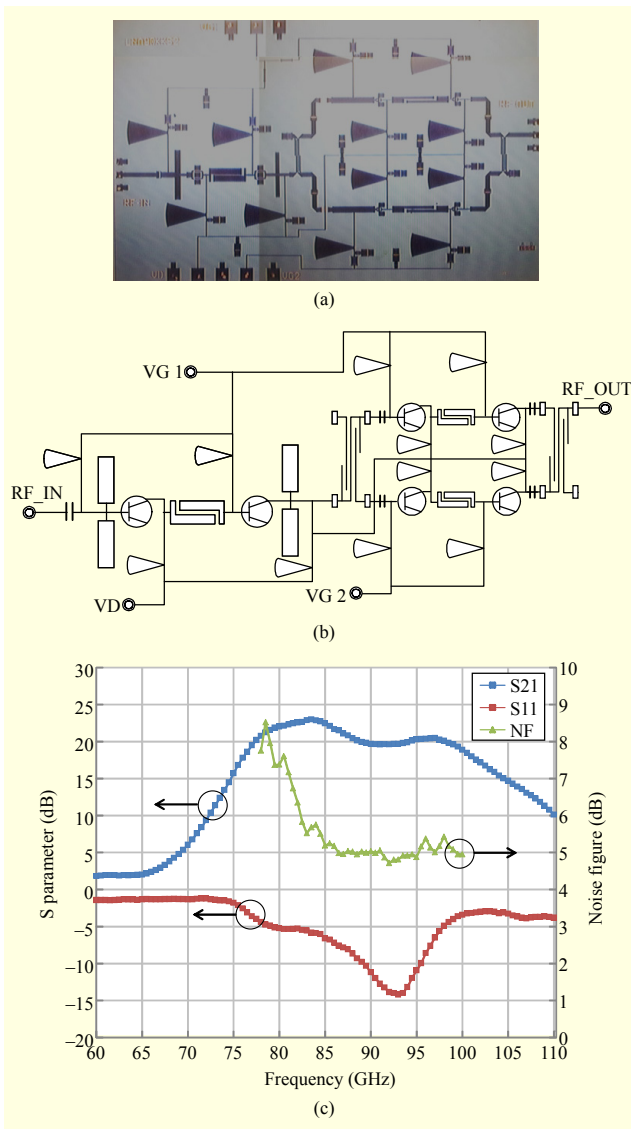 (a)
VG 1
RF_OUT
RF_IN
VG 2
VD
(b)
30
25
20
15
10
5
0
–5
–10
–15
–20
10
9
8
7
6
5
4
3
2
1
0
S21
S11
NF
S parameter (dB)
Noise figure (dB)
60 65 70 75 80 85 90 95 100 105 110
Frequency (GHz)
(c)